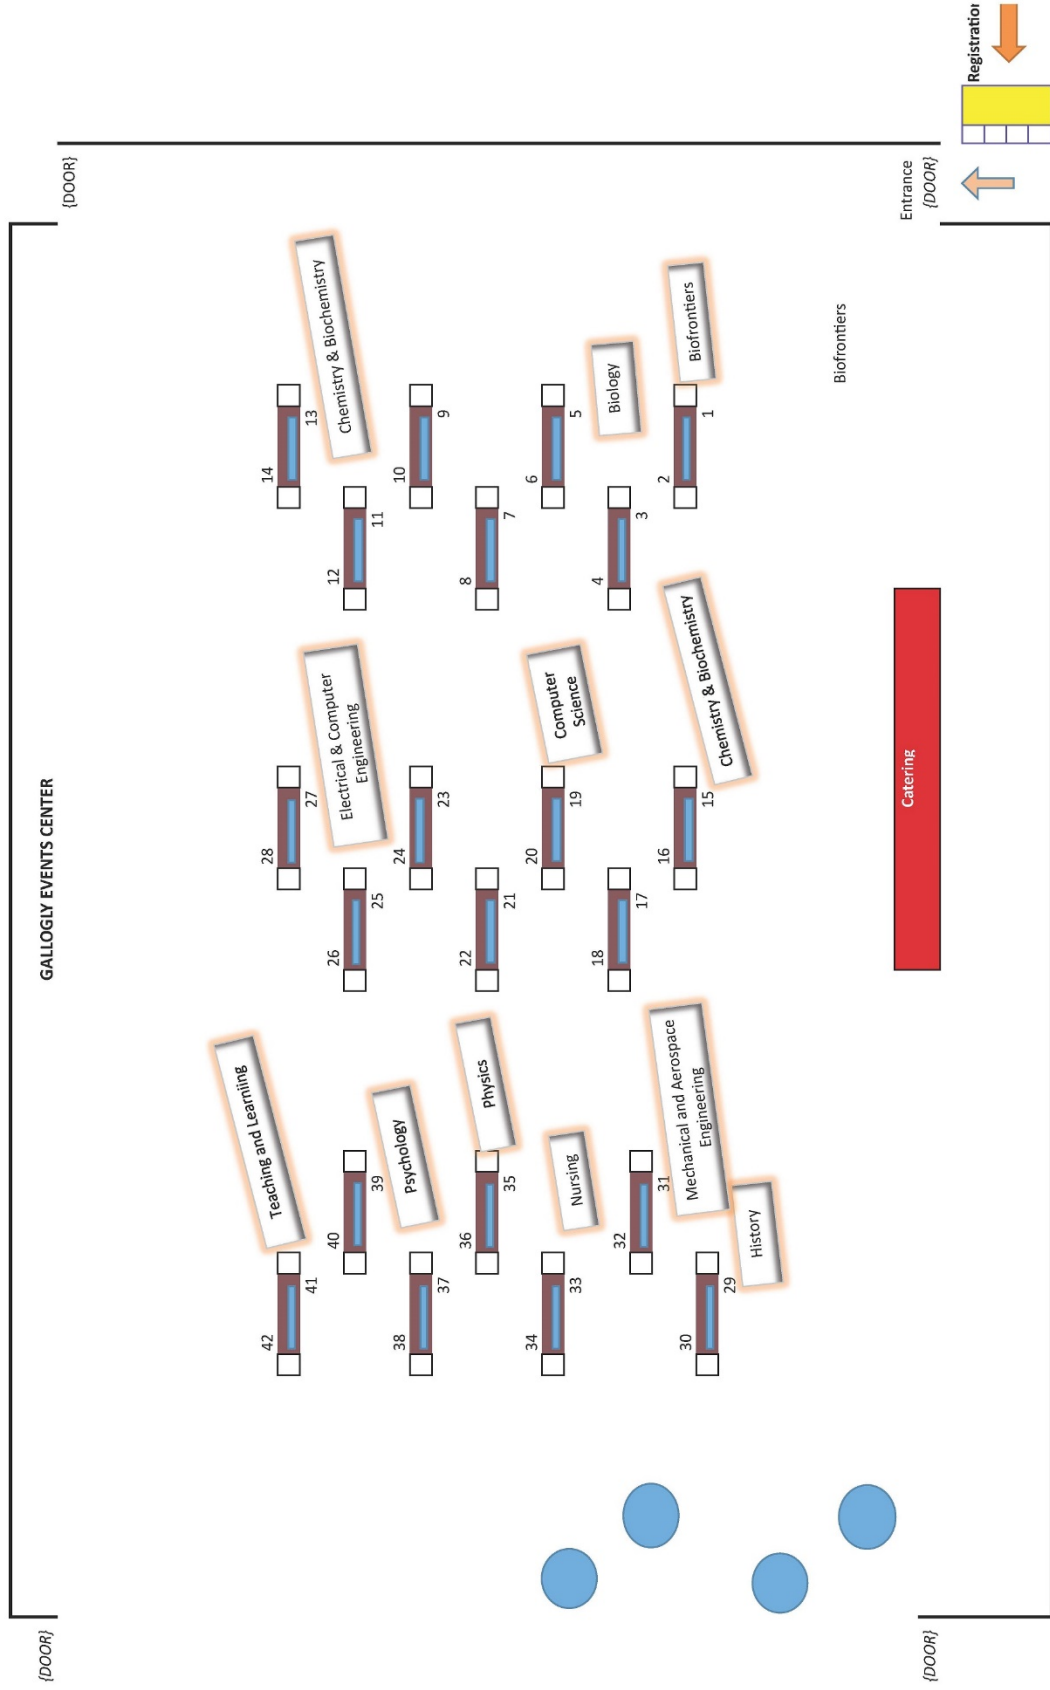 GALLOGLY EVENTS CENTER
{DOOR}
{DOOR}
Teaching and Learniing
Electrical & Computer
Engineering
Chemistry & Biochemistry
42
41
28
27
14
13
40
39
26
25
12
11
Psychology
38
37
24
23
10
9
Physics
36
35
22
21
8
7
Computer
Science
34
33
20
19
6
5
Nursing
Biology
32
31
18
17
4
3
Mechanical and Aerospace
Engineering
Chemistry & Biochemistry
Biofrontiers
30
29
16
15
2
1
History
Biofrontiers
Catering
Entrance
{DOOR}
{DOOR}
Registration